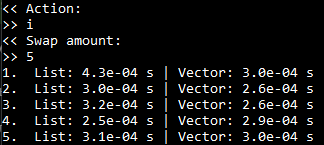 << Action:
>> i
<< Swap amount:
>> 5
1.  List: 4.3e-04 s | Vector: 3.0e-04 s
2.  List: 3.0e-04 s | Vector: 2.6e-04 s
3.  List: 3.2e-04 s | Vector: 2.6e-04 s
4.  List: 2.5e-04 s | Vector: 2.9e-04 s
5.  List: 3.1e-04 s | Vector: 3.0e-04 s